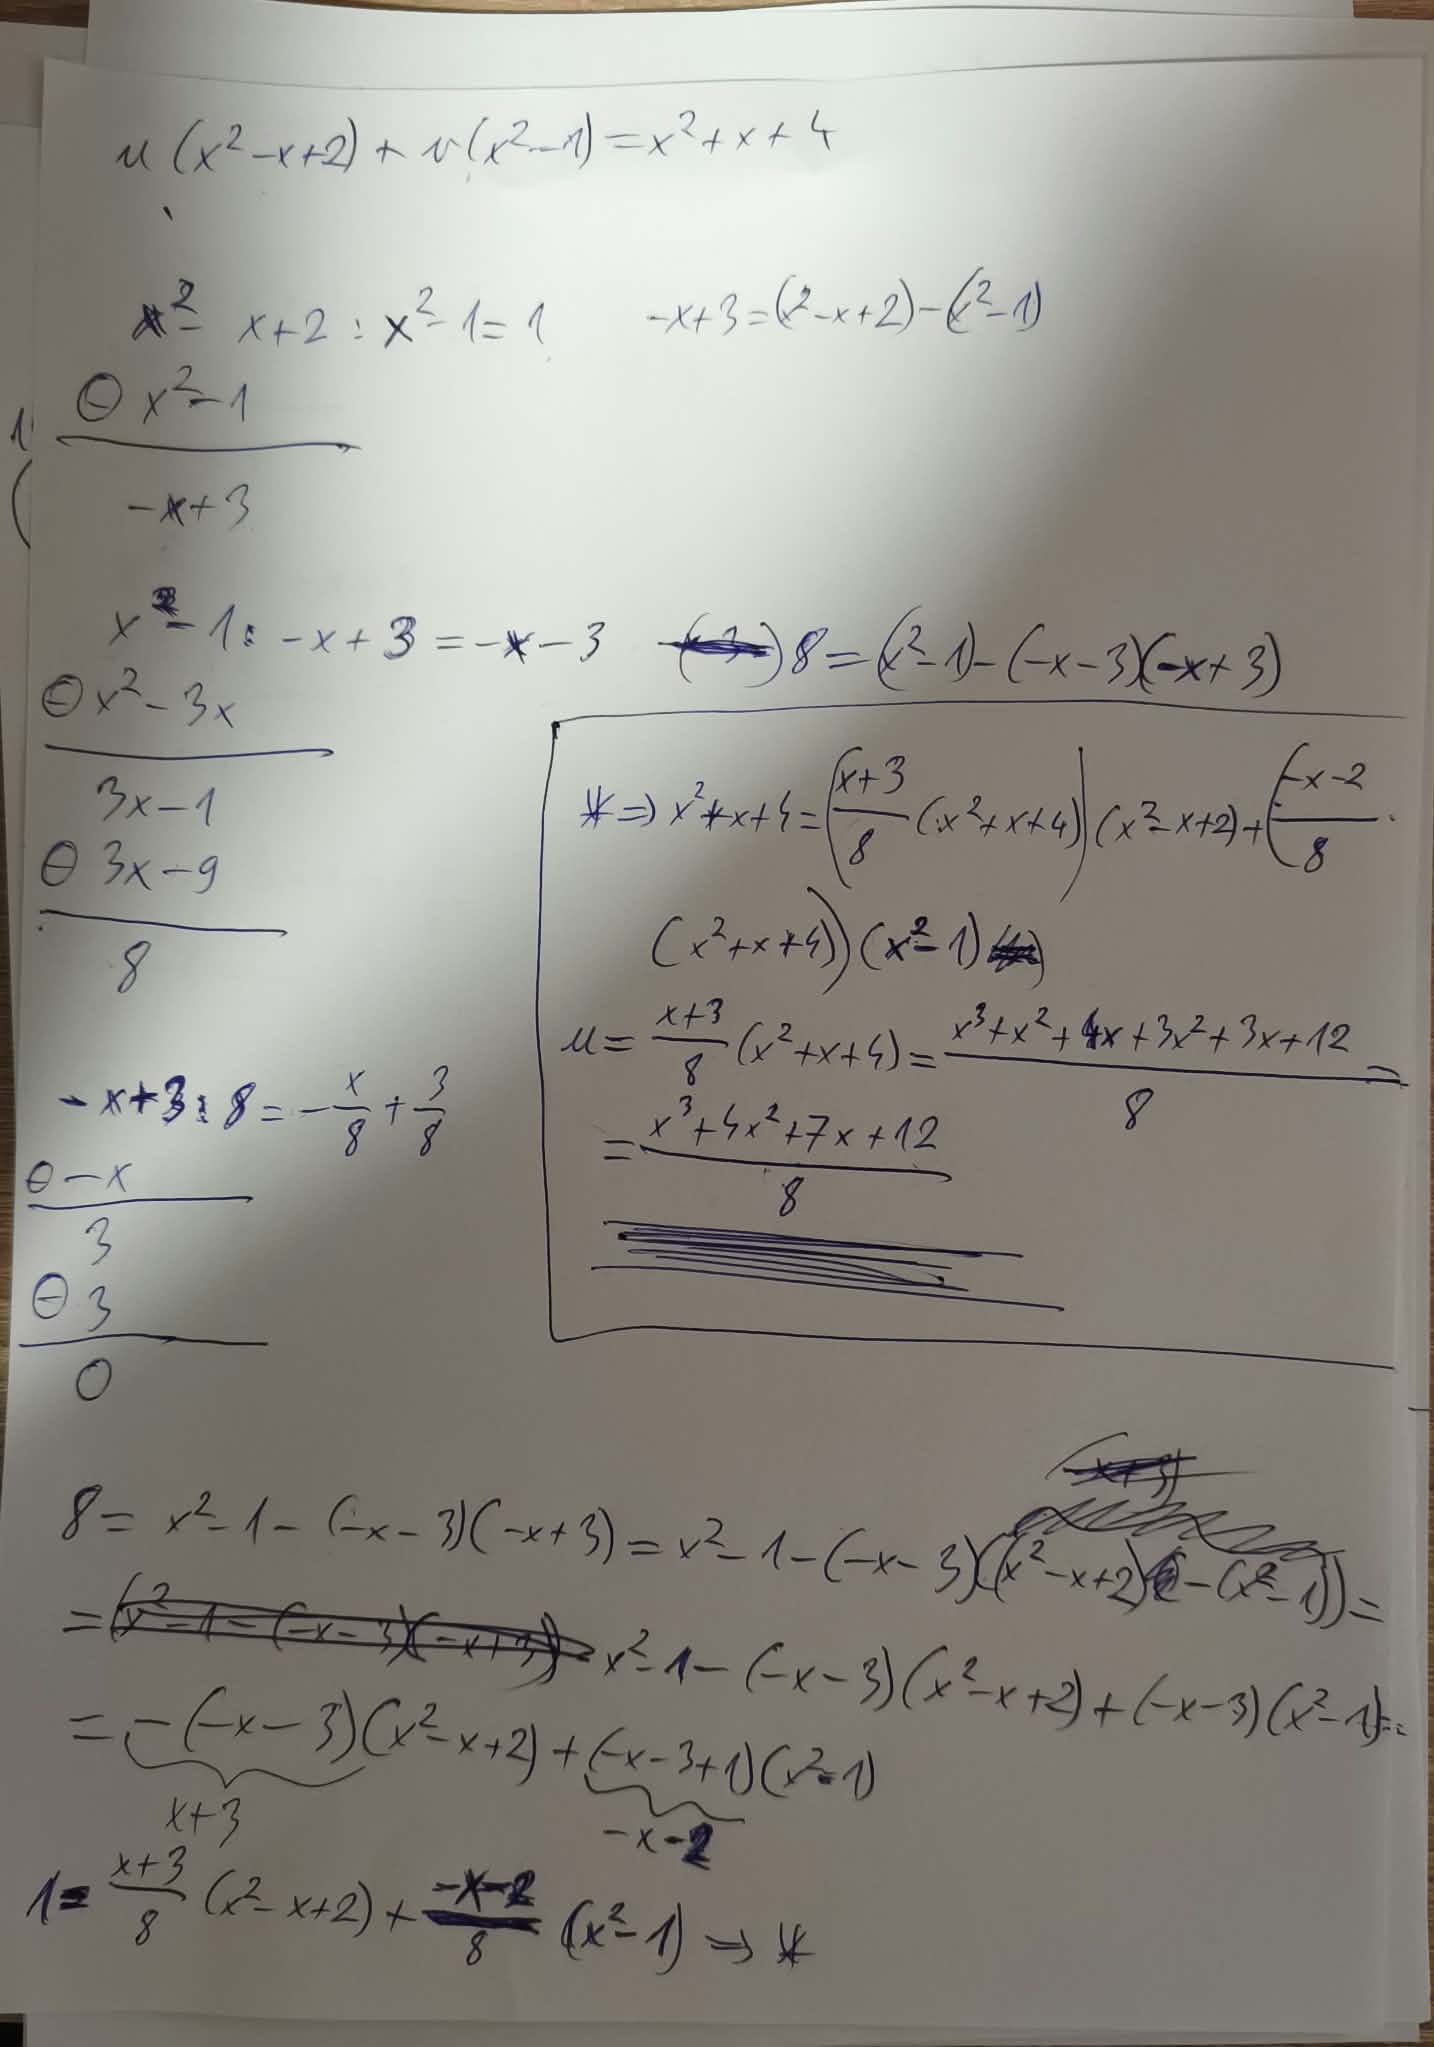 u(x²-x+2)+v(x²-1)=x²+x+4
x²-x+2:x²-1=1
-x+3=(x²-x+2)-(x²-1)
⊖x²-1
-x+3
x²-1:-x+3=-x-3
8=(x²-1)-(-x-3)(-x+3)
⊖x²-3x
3x-1
⊖3x-9
8
-x+3:8=-x/8+3/8
⊖-x
3
⊖3
0
*⇒x²+x+4=(x+3/8(x²+x+4))(x²-x+2)+(-x-2/8·
(x²+x+4))(x²-1)
u=x+3/8(x²+x+4)=x³+x²+4x+3x²+3x+12/8=
=x³+4x²+7x+12/8
8=x²-1-(-x-3)(-x+3)=x²-1-(-x-3)((x²-x+2)-(x²-1))=
=x²-1-(-x-3)(x²-x+2)+(-x-3)(x²-1)=
=-(-x-3)(x²-x+2)+(-x-3+1)(x²-1)
x+3
-x-2
1=x+3/8(x²-x+2)+-x-2/8(x²-1)⇒*